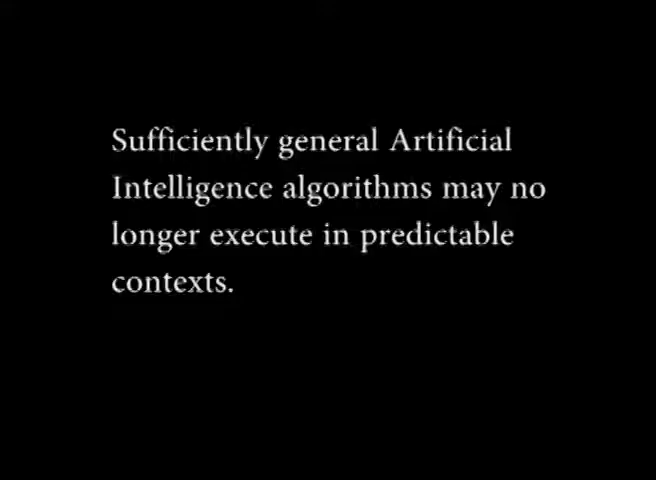 Sufficiently general Artificial
Intelligence algorithms may no
longer execute in predictable
contexts.